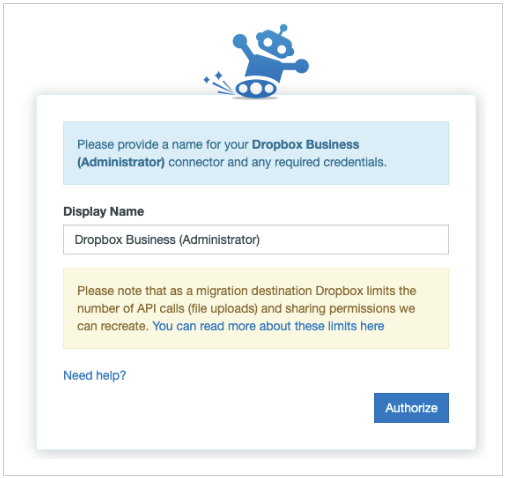 Please provide a name for your Dropbox Business
(Administrator) connector and any required credentials.
Display Name
Dropbox Business (Administrator)
Please note that as a migration destination Dropbox limits the
number of API calls (file uploads) and sharing permissions we
can recreate. You can read more about these limits here
Need help?
Authorize